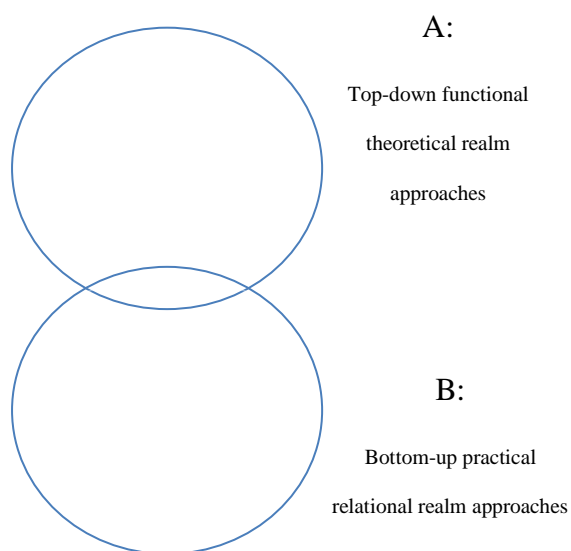 A:
Top-down functional
theoretical realm
approaches
B:
Bottom-up practical
relational realm approaches